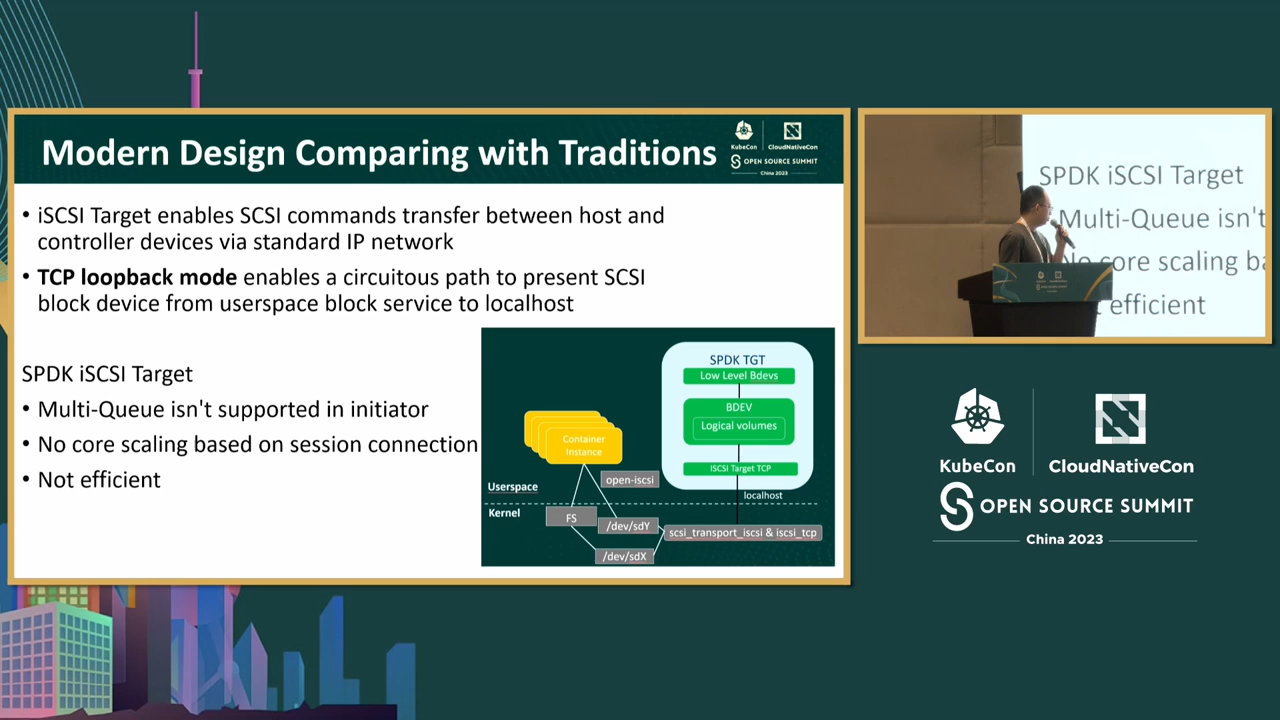 Modern Design Comparing with Traditions
KubeCon
CloudNativeCon
OPEN SOURCE SUMMIT
China 2023
• iSCSI Target enables SCSI commands transfer between host and
controller devices via standard IP network
• TCP loopback mode enables a circuitous path to present SCSI
block device from userspace block service to localhost
SPDK iSCSI Target
• Multi-Queue isn't supported in initiator
• No core scaling based on session connection
• Not efficient
SPDK TGT
Low Level Bdevs
BDEV
Logical volumes
ISCSI Target TCP
Container
Instance
open-iscsi
Userspace
localhost
Kernel
FS
/dev/sdY
scsi_transport_iscsi & iscsi_tcp
/dev/sdX
SPDK iSCSI Target
Multi-Queue isn't
core scaling ba
efficient
KubeCon
CloudNativeCon
OPEN SOURCE SUMMIT
China 2023